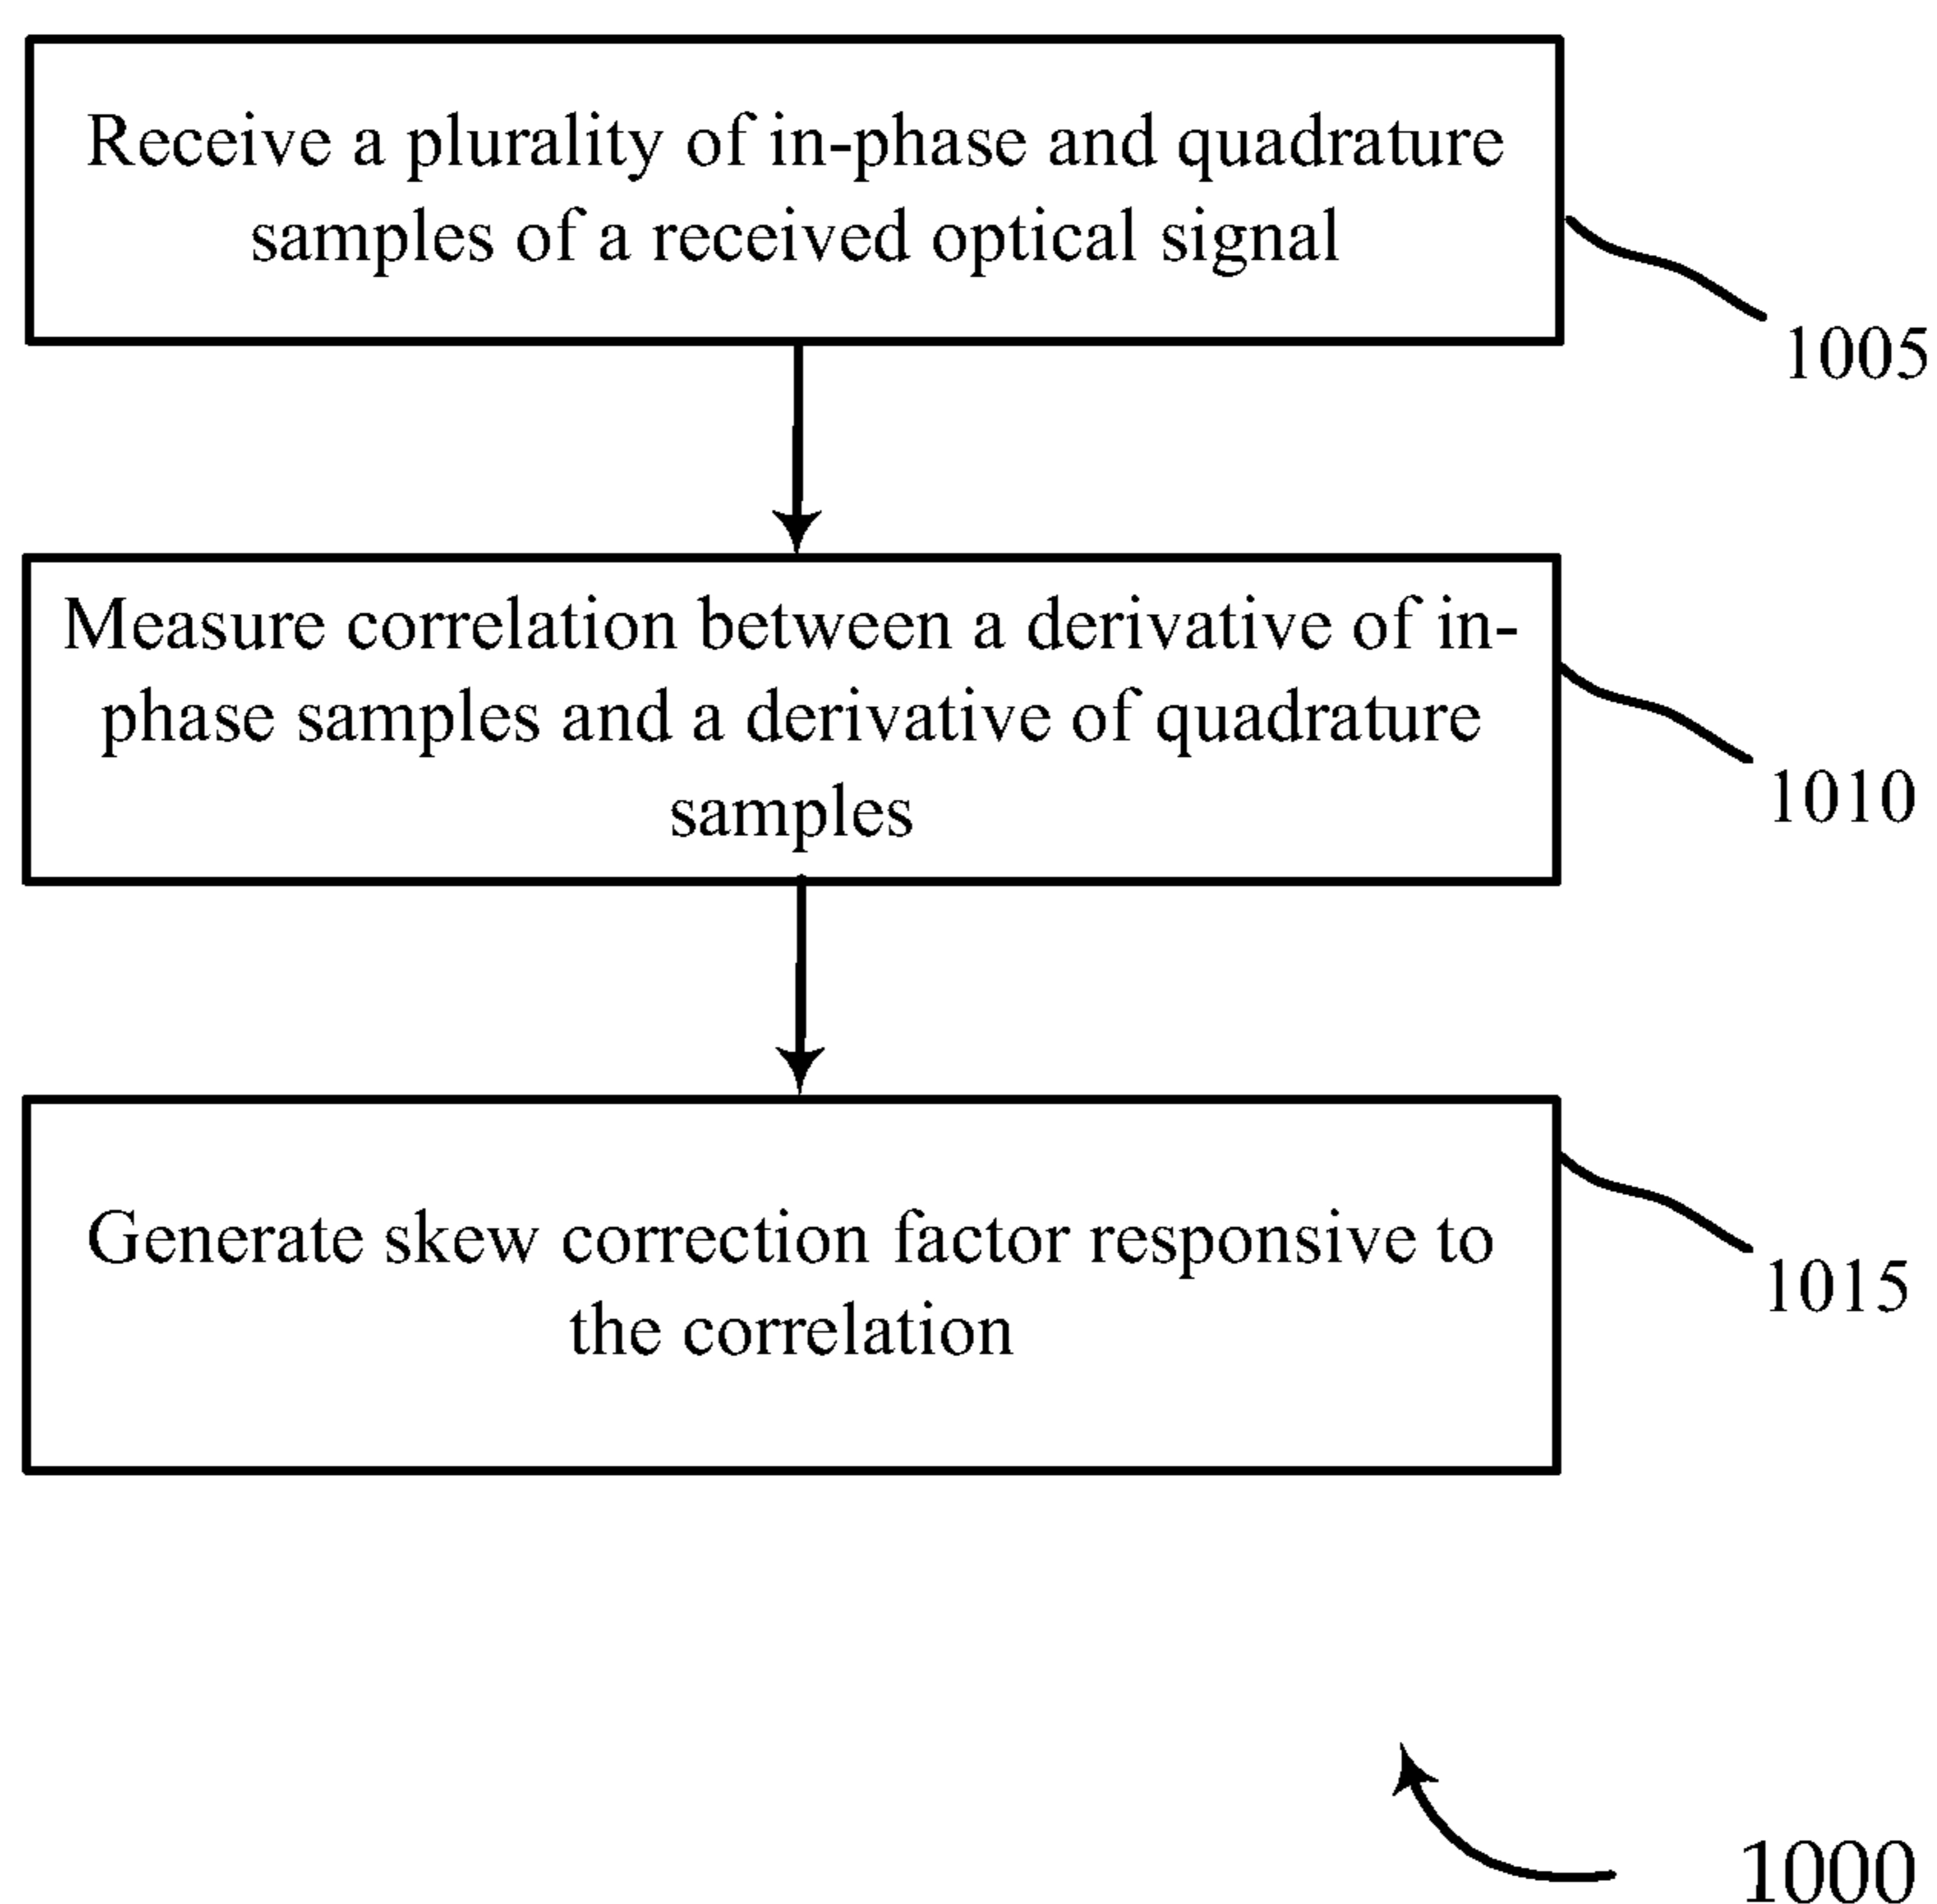 Receive a plurality of in-phase and quadrature
samples of a received optical signal
1005
Measure correlation between a derivative of in-
phase samples and a derivative of quadrature
samples
1010
Generate skew correction factor responsive to
the correlation
1015
1000